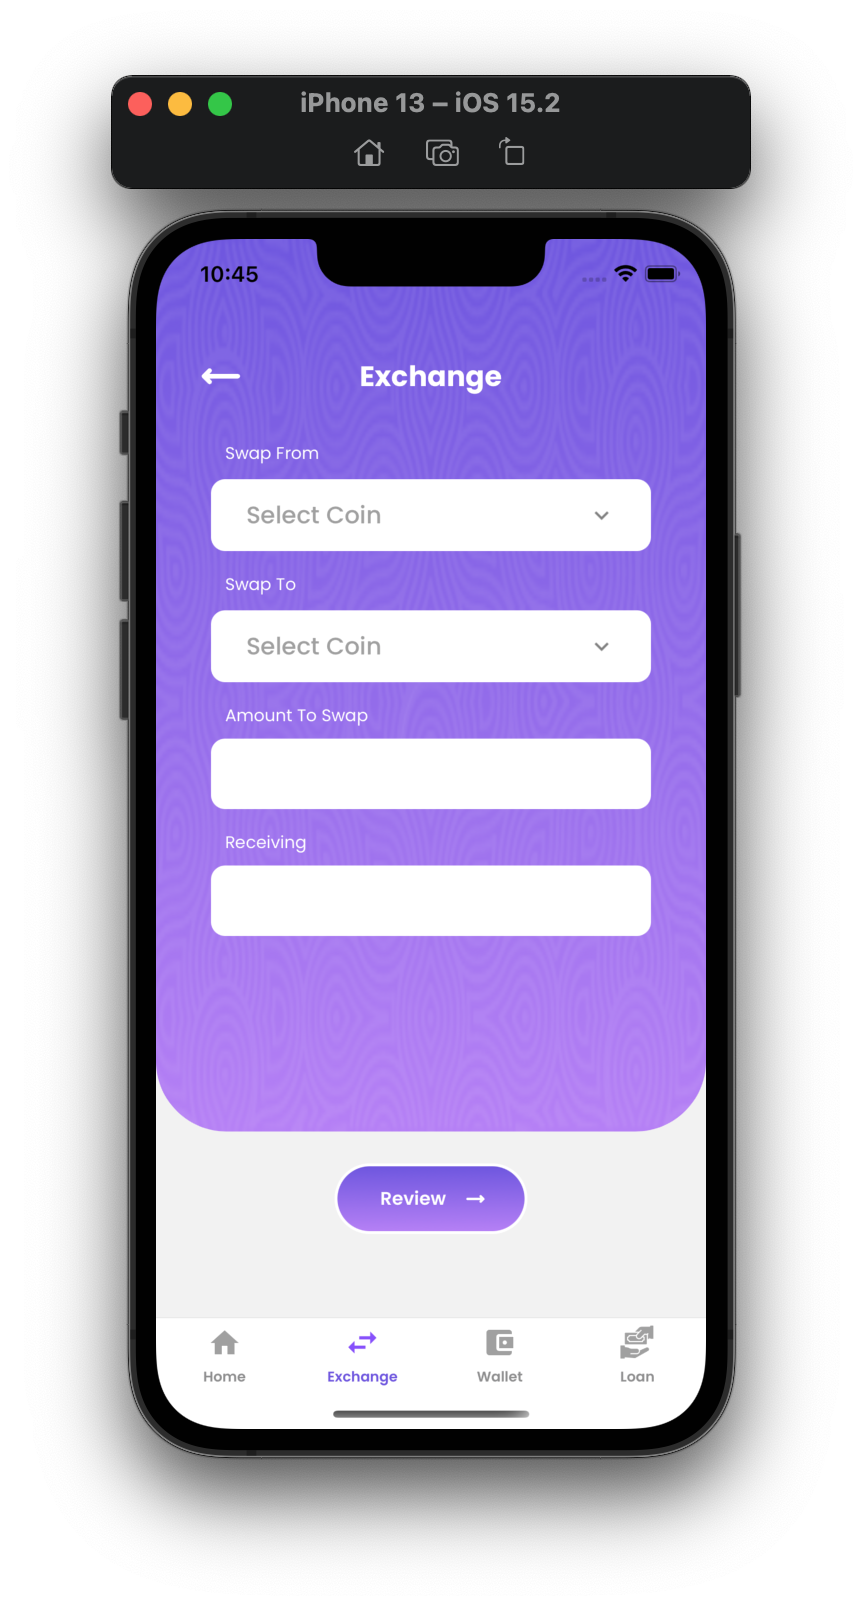 iPhone 13 – iOS 15.2
10:45
Exchange
Swap From
Select Coin
Swap To
Select Coin
Amount To Swap
Receiving
Review
Home
Exchange
Wallet
Loan